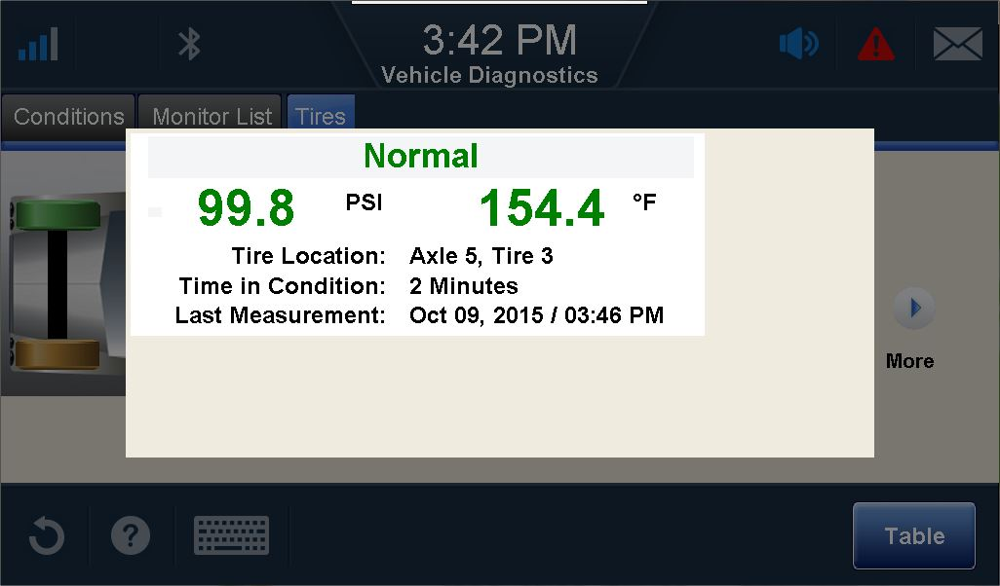 3:42 PM
Vehicle Diagnostics
Conditions Monitor List Tires
Normal
99.8 PSI 154.4 °F
Tire Location: Axle 5, Tire 3
Time in Condition: 2 Minutes
Last Measurement: Oct 09, 2015 / 03:46 PM
More
? Table